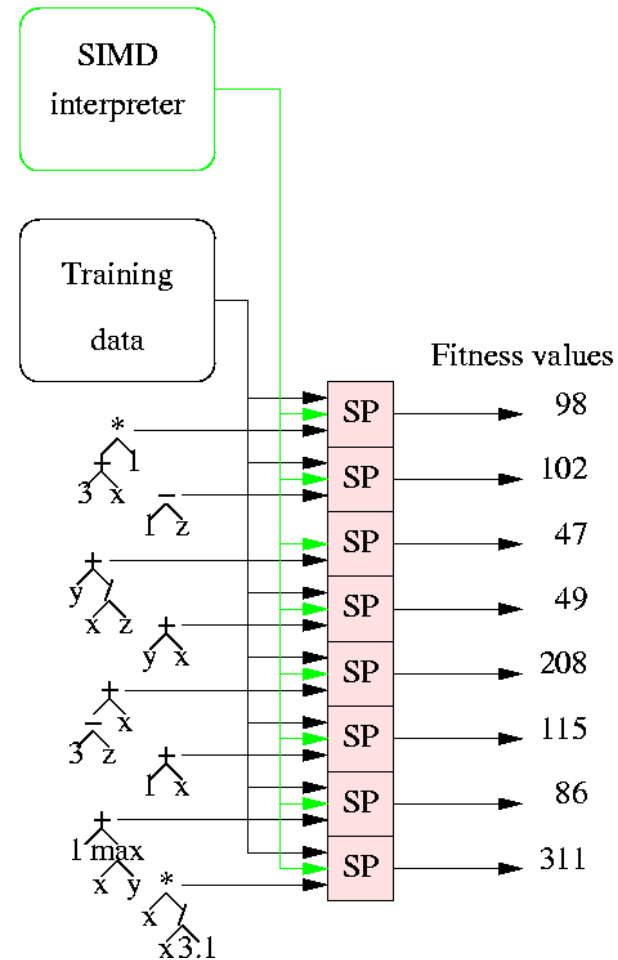 SIMD
interpreter
Training
data
Fitness values
SP 98
*
+ 1
3 x
SP 102
-
1 z
SP 47
+
y /
x z
SP 49
+
y x
SP 208
+
- x
3 z
SP 115
+
1 x
SP 86
+
1 max
x y
SP 311
*
x /
x 3.1